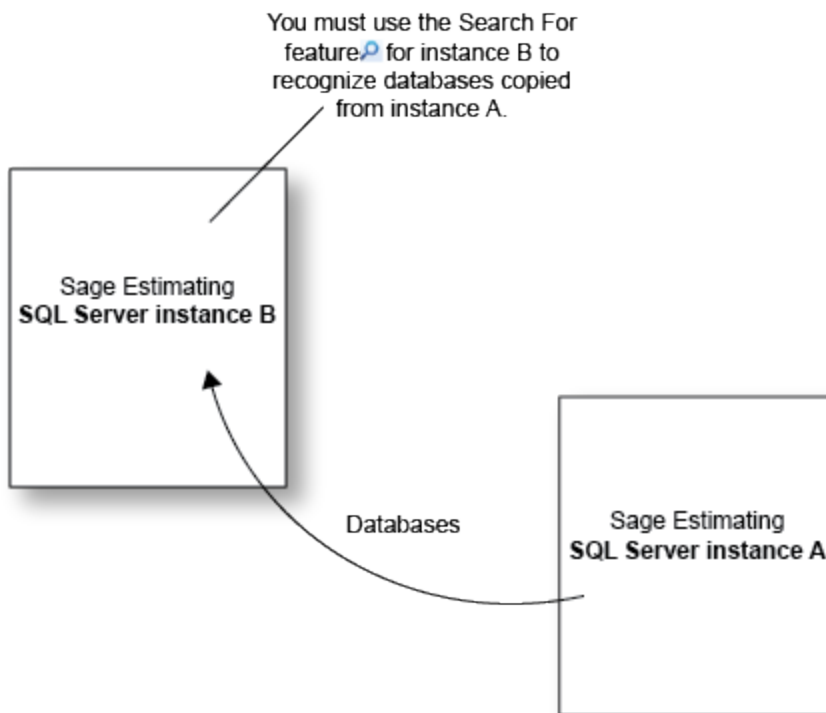 You must use the Search For
feature for instance B to
recognize databases copied
from instance A.
Sage Estimating
SQL Server instance B
Databases
Sage Estimating
SQL Server instance A